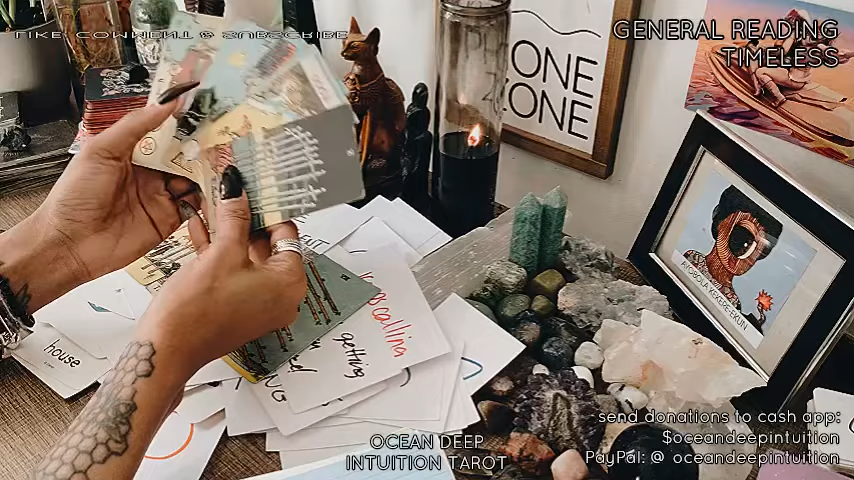 LIKE COMMENT & SUBSCRIBE
GENERAL READING
TIMELESS
ONE
ONE
AYOBOLA KEKERE-EKUN
house
calling
getting
send donations to cash app:
$oceandeepintuition
PayPal: @ oceandeepintuition
OCEAN DEEP
INTUITION TAROT